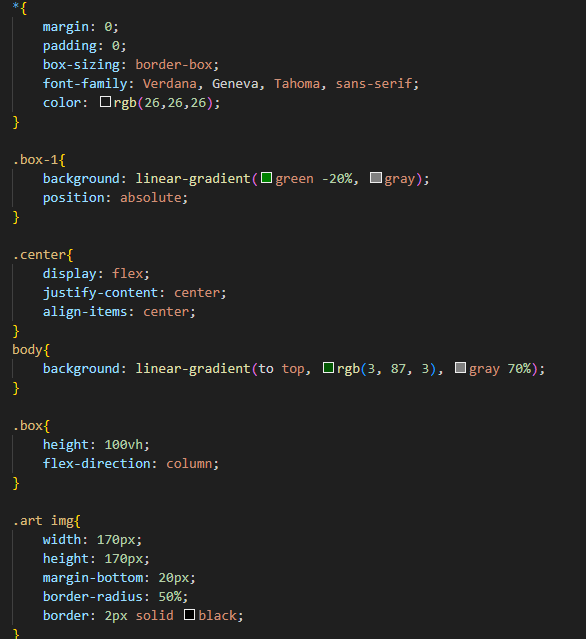 *{
margin: 0;
padding: 0;
box-sizing: border-box;
font-family: Verdana, Geneva, Tahoma, sans-serif;
color: rgb(26,26,26);
}
.box-1{
background: linear-gradient(green -20%, gray);
position: absolute;
}
.center{
display: flex;
justify-content: center;
align-items: center;
}
body{
background: linear-gradient(to top, rgb(3, 87, 3), gray 70%);
}
.box{
height: 100vh;
flex-direction: column;
}
.art img{
width: 170px;
height: 170px;
margin-bottom: 20px;
border-radius: 50%;
border: 2px solid black;
}